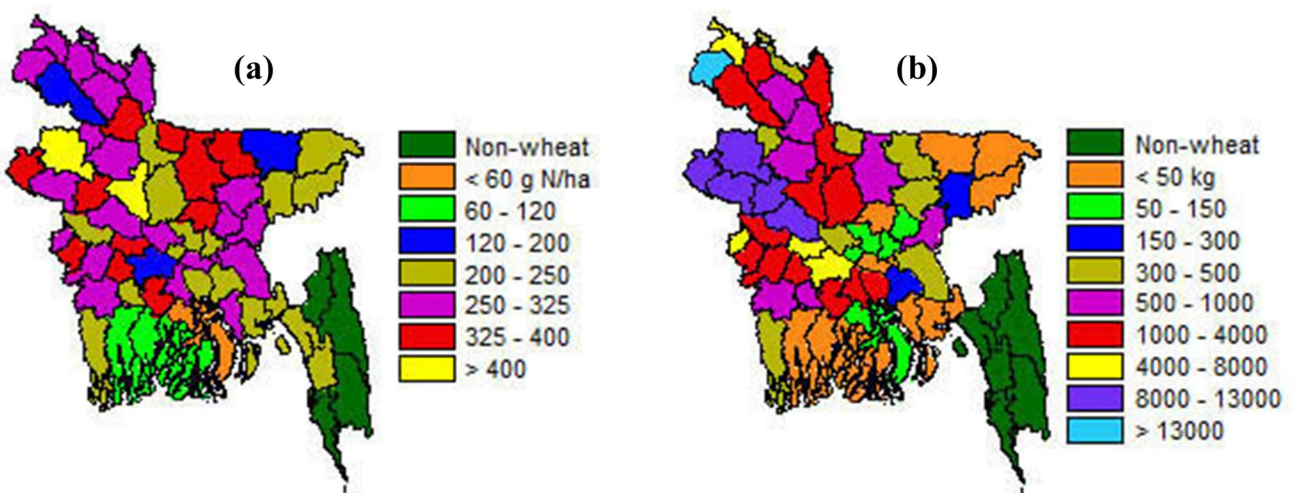 (a)
Non-wheat
< 60 g N/ha
60 - 120
120 - 200
200 - 250
250 - 325
325 - 400
> 400
(b)
Non-wheat
< 50 kg
50 - 150
150 - 300
300 - 500
500 - 1000
1000 - 4000
4000 - 8000
8000 - 13000
> 13000